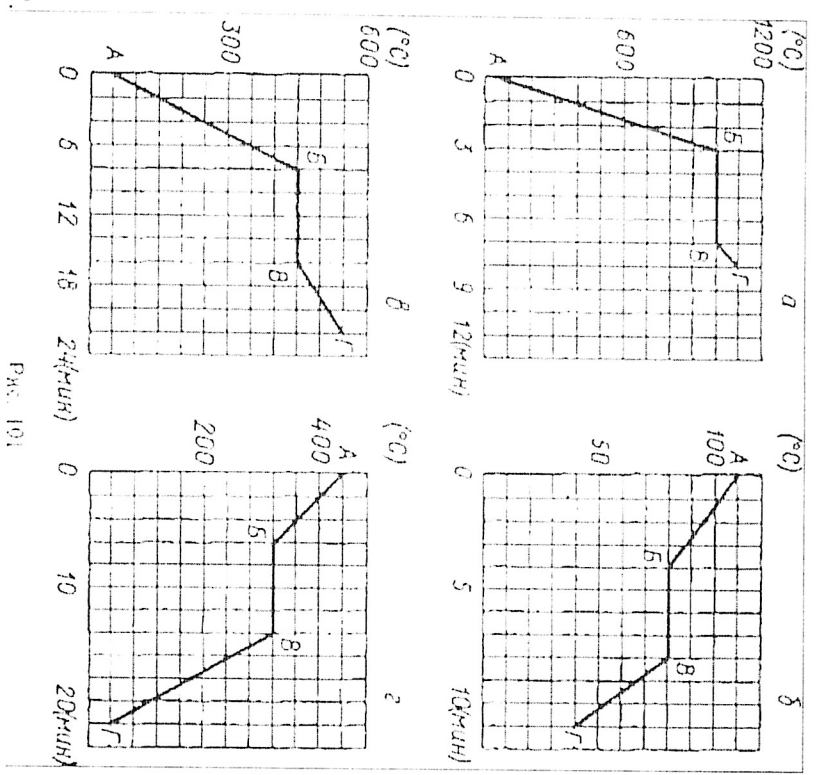 (°C)
1200
600
0
3
6
9
12(мин)
А
Б
В
Г
а
(°C)
100
50
0
5
10(мин)
А
Б
В
Г
б
(°C)
600
300
0
6
12
18
24(мин)
А
Б
В
Г
в
(°C)
400
200
0
10
20(мин)
А
Б
В
Г
г
Рис. 101